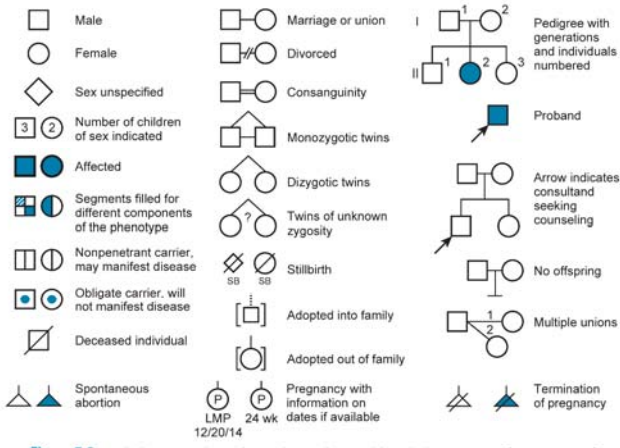 Male
Female
Sex unspecified
3 2
Number of children
of sex indicated
Affected
Segments filled for
different components
of the phenotype
Nonpenetrant carrier,
may manifest disease
Obligate carrier. will
not manifest disease
Deceased individual
Spontaneous
abortion
Marriage or union
Divorced
Consanguinity
Monozygotic twins
Dizygotic twins
?
Twins of unknown
zygosity
Stillbirth
SB SB
Adopted into family
Adopted out of family
P P
LMP 24 wk
12/20/14
Pregnancy with
information on
dates if available
I 1 2
II 1 2 3
Pedigree with
generations
and individuals
numbered
Proband
Arrow indicates
consultand
seeking
counseling
No offspring
1
2
Multiple unions
Termination
of pregnancy